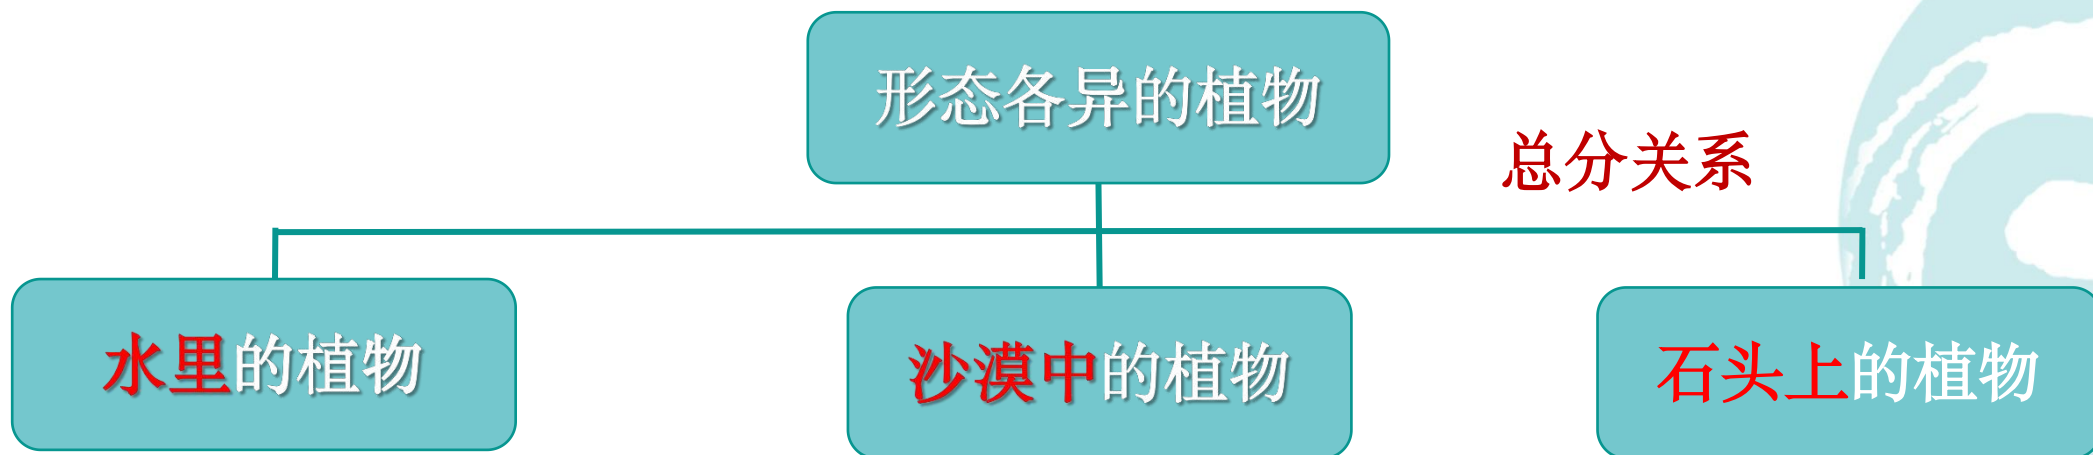 形态各异的植物
总分关系
水里的植物
沙漠中的植物
石头上的植物